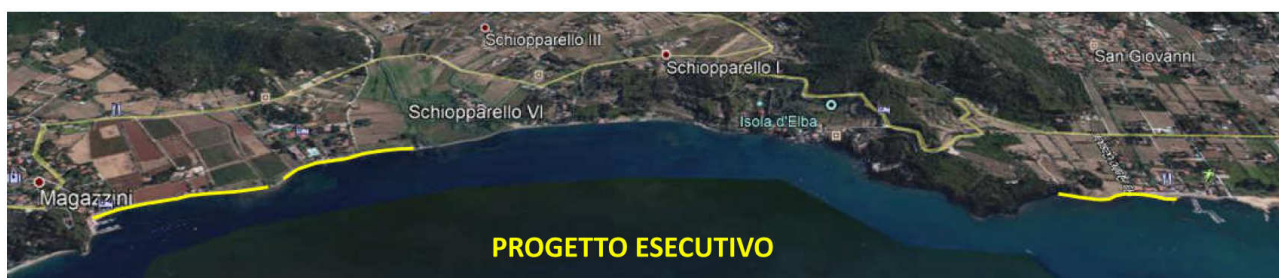 Schiopparello III
San Giovanni
Schiopparello I
Schiopparello VI
Isola d'Elba
Magazzini
PROGETTO ESECUTIVO